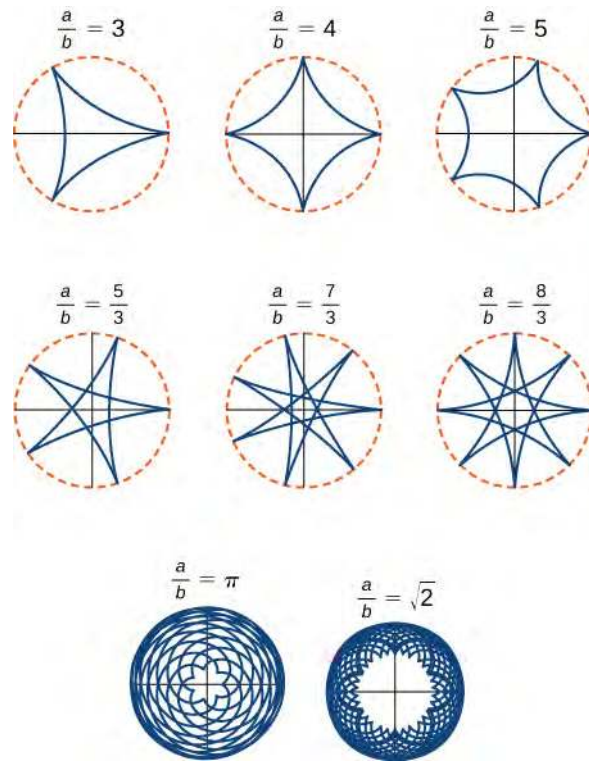 a/b = 3
a/b = 4
a/b = 5
a/b = 5/3
a/b = 7/3
a/b = 8/3
a/b = π
a/b = √2